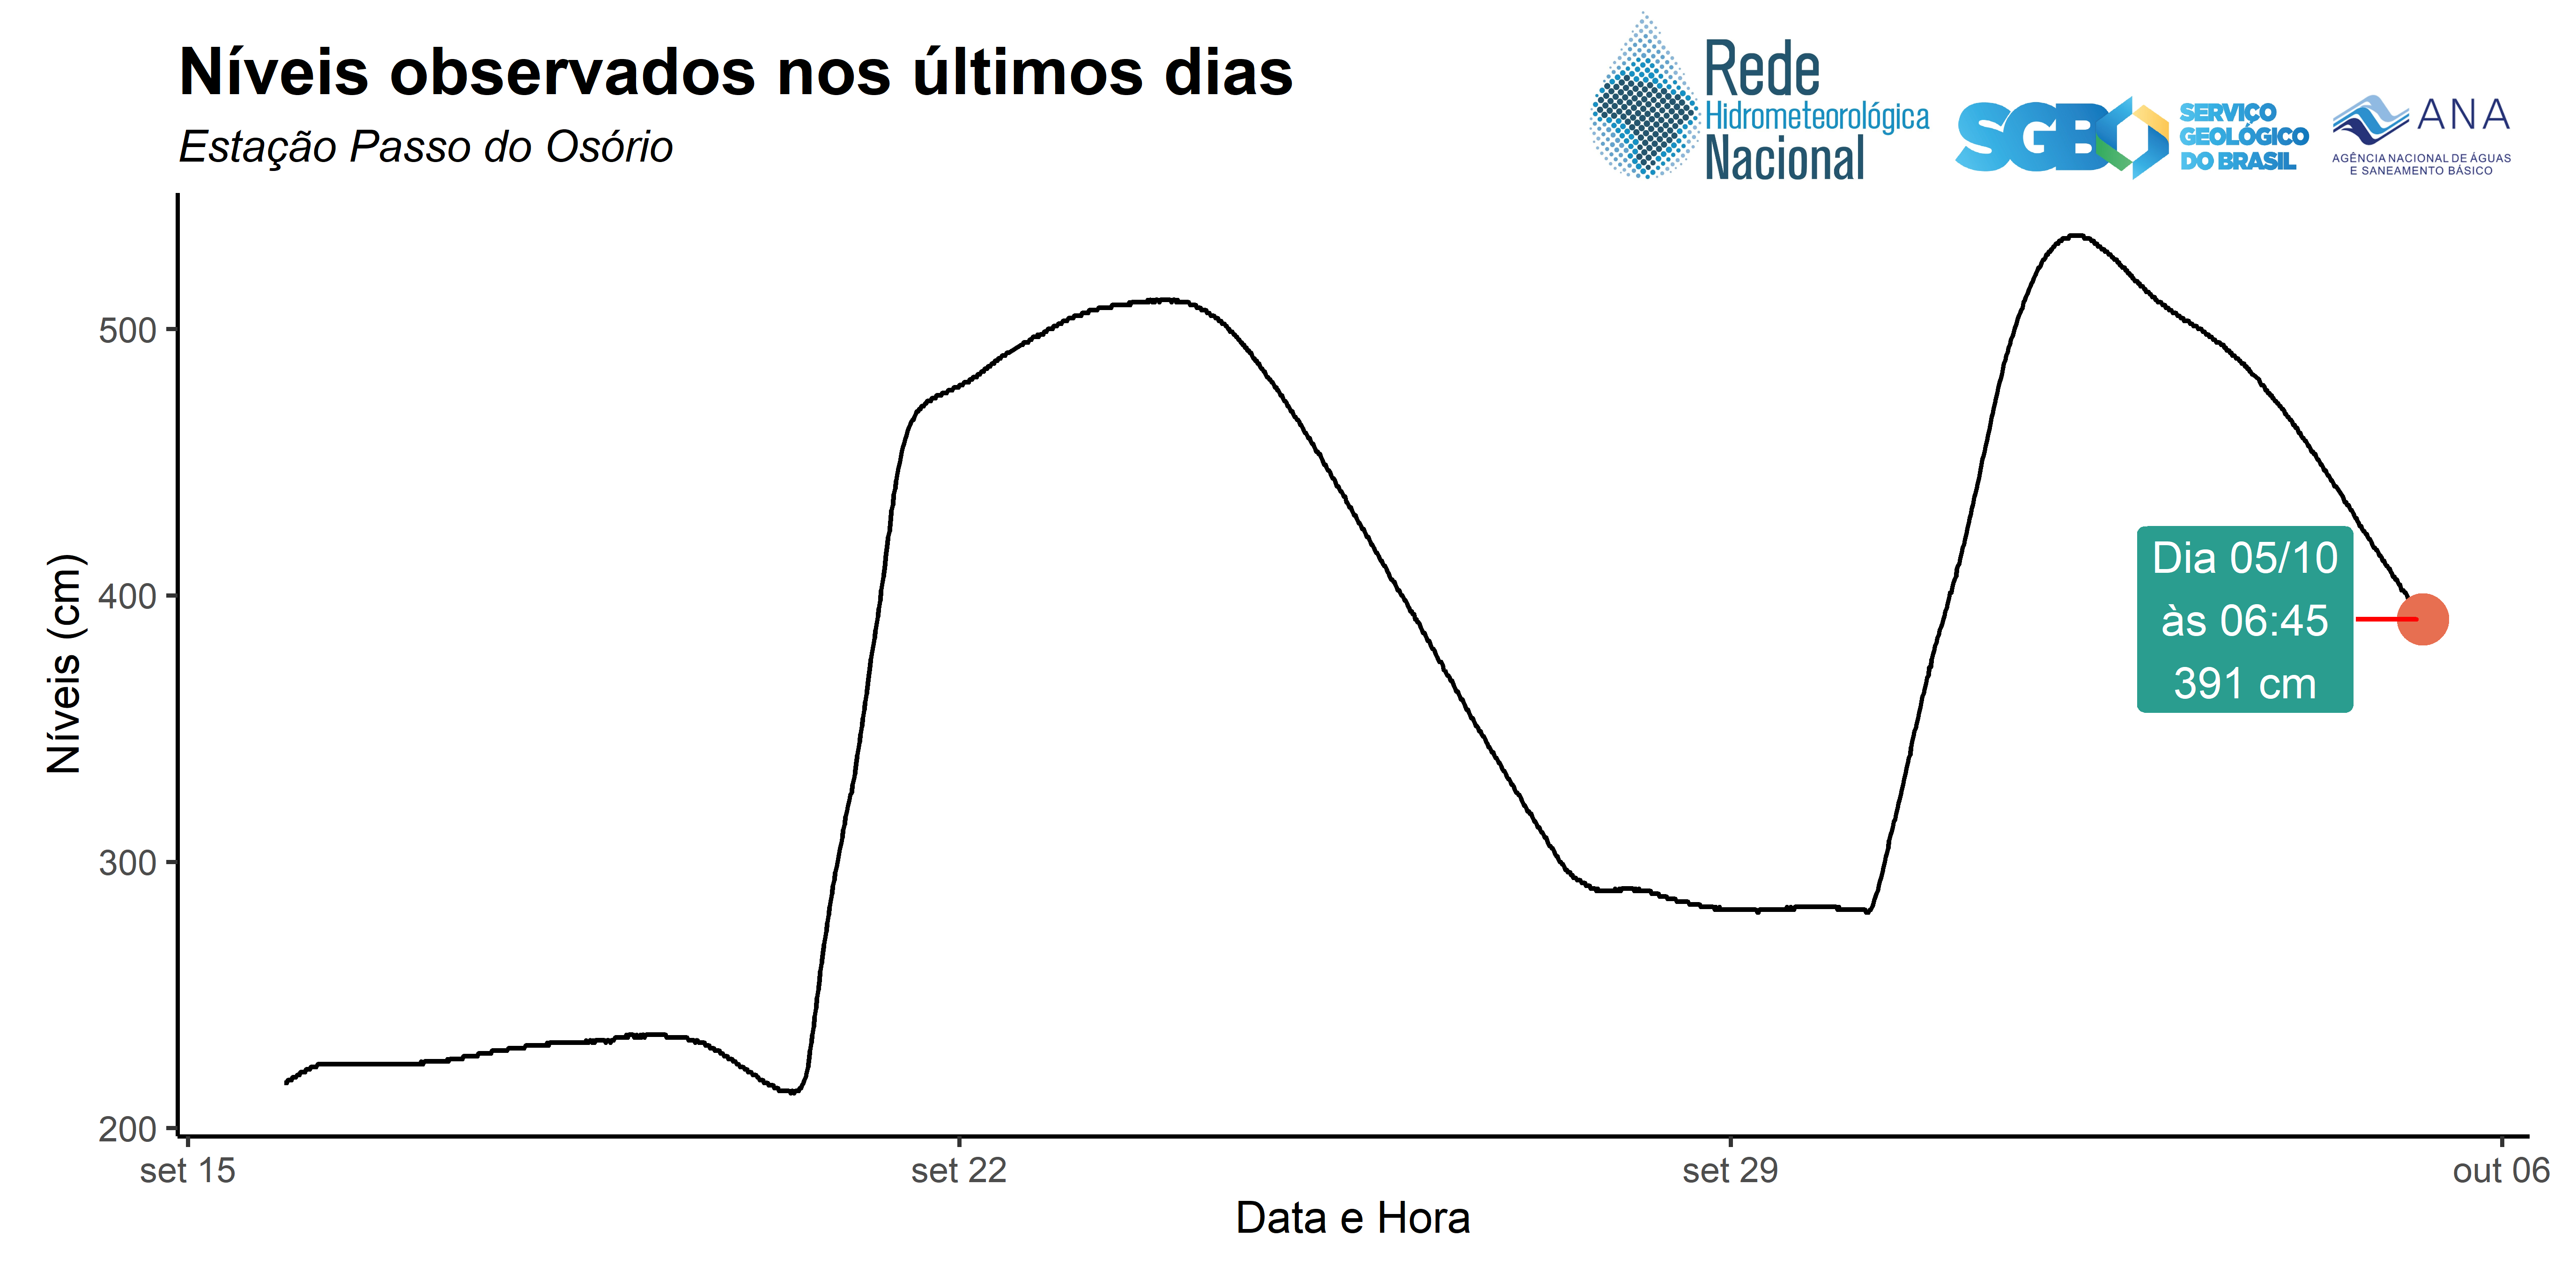 Níveis observados nos últimos dias
Estação Passo do Osório
Rede
Hidrometeorológica
Nacional
SGB
SERVIÇO
GEOLÓGICO
DO BRASIL
ANA
AGÊNCIA NACIONAL DE ÁGUAS
E SANEAMENTO BÁSICO
Níveis (cm)
500
400
300
200
Dia 05/10
às 06:45
391 cm
set 15
set 22
set 29
out 06
Data e Hora